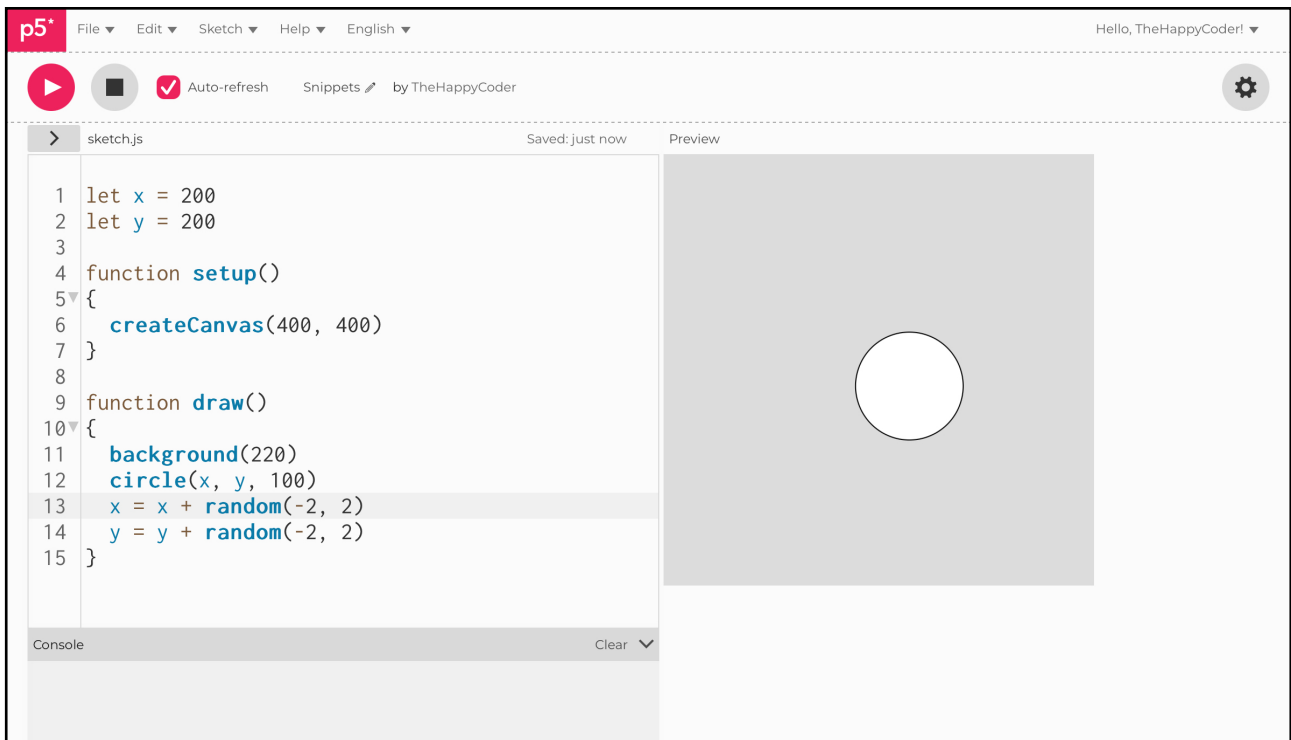 p5* File Edit Sketch Help English Hello, TheHappyCoder!
Auto-refresh Snippets by TheHappyCoder
sketch.js Saved: just now Preview
1 let x = 200
2 let y = 200
3
4 function setup()
5 {
6 createCanvas(400, 400)
7 }
8
9 function draw()
10 {
11 background(220)
12 circle(x, y, 100)
13 x = x + random(-2, 2)
14 y = y + random(-2, 2)
15 }
Console Clear